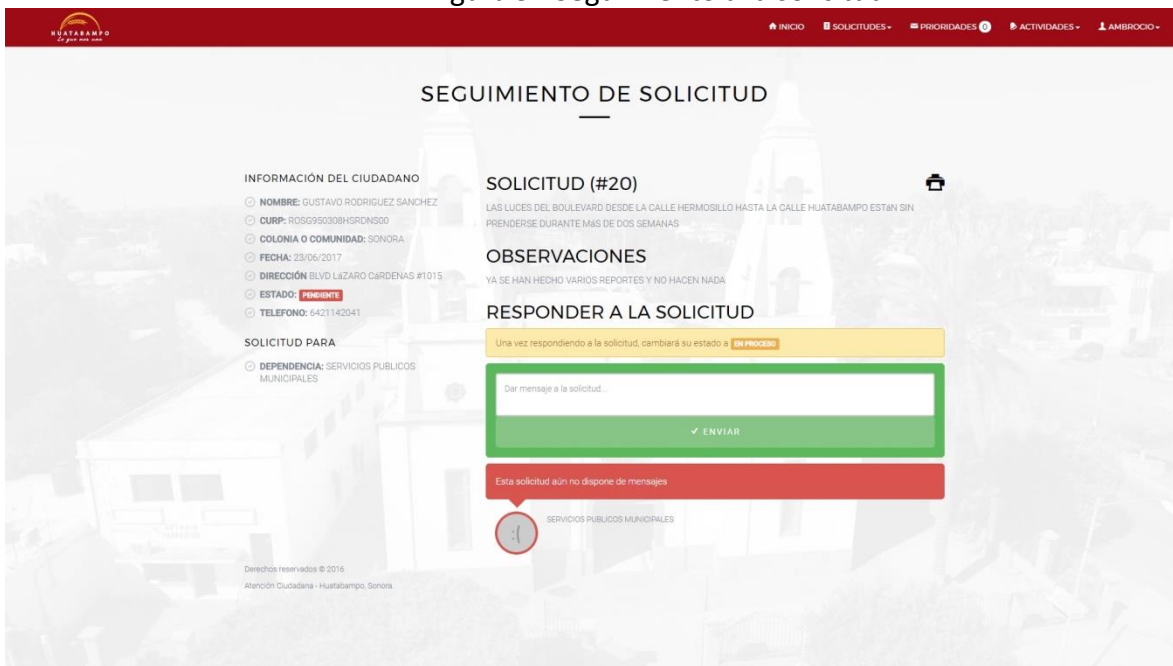 HUATABAMPO
Lo que nos une
INICIO SOLICITUDES PRIORIDADES 0 ACTIVIDADES AMBROCIO
SEGUIMIENTO DE SOLICITUD
INFORMACIÓN DEL CIUDADANO
NOMBRE: GUSTAVO RODRIGUEZ SANCHEZ
CURP: ROSG950308HSRDNS00
COLONIA O COMUNIDAD: SONORA
FECHA: 23/06/2017
DIRECCIÓN BLVD LáZARO CáRDENAS #1015
ESTADO: PENDIENTE
TELEFONO: 6421142041
SOLICITUD PARA
DEPENDENCIA: SERVICIOS PUBLICOS
MUNICIPALES
SOLICITUD (#20)
LAS LUCES DEL BOULEVARD DESDE LA CALLE HERMOSILLO HASTA LA CALLE HUATABAMPO ESTáN SIN
PRENDERSE DURANTE MáS DE DOS SEMANAS
OBSERVACIONES
YA SE HAN HECHO VARIOS REPORTES Y NO HACEN NADA
RESPONDER A LA SOLICITUD
Una vez respondiendo a la solicitud, cambiará su estado a EN PROCESO
Dar mensaje a la solicitud...
ENVIAR
Esta solicitud aún no dispone de mensajes
:(
SERVICIOS PUBLICOS MUNICIPALES
Derechos reservados © 2016
Atención Ciudadana - Huatabampo, Sonora.